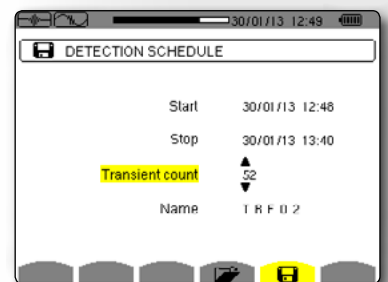 30/01/13 12:49
DETECTION SCHEDULE
Start 30/01/13 12:48
Stop 30/01/13 13:40
Transient count 52
Name T R F 0 2